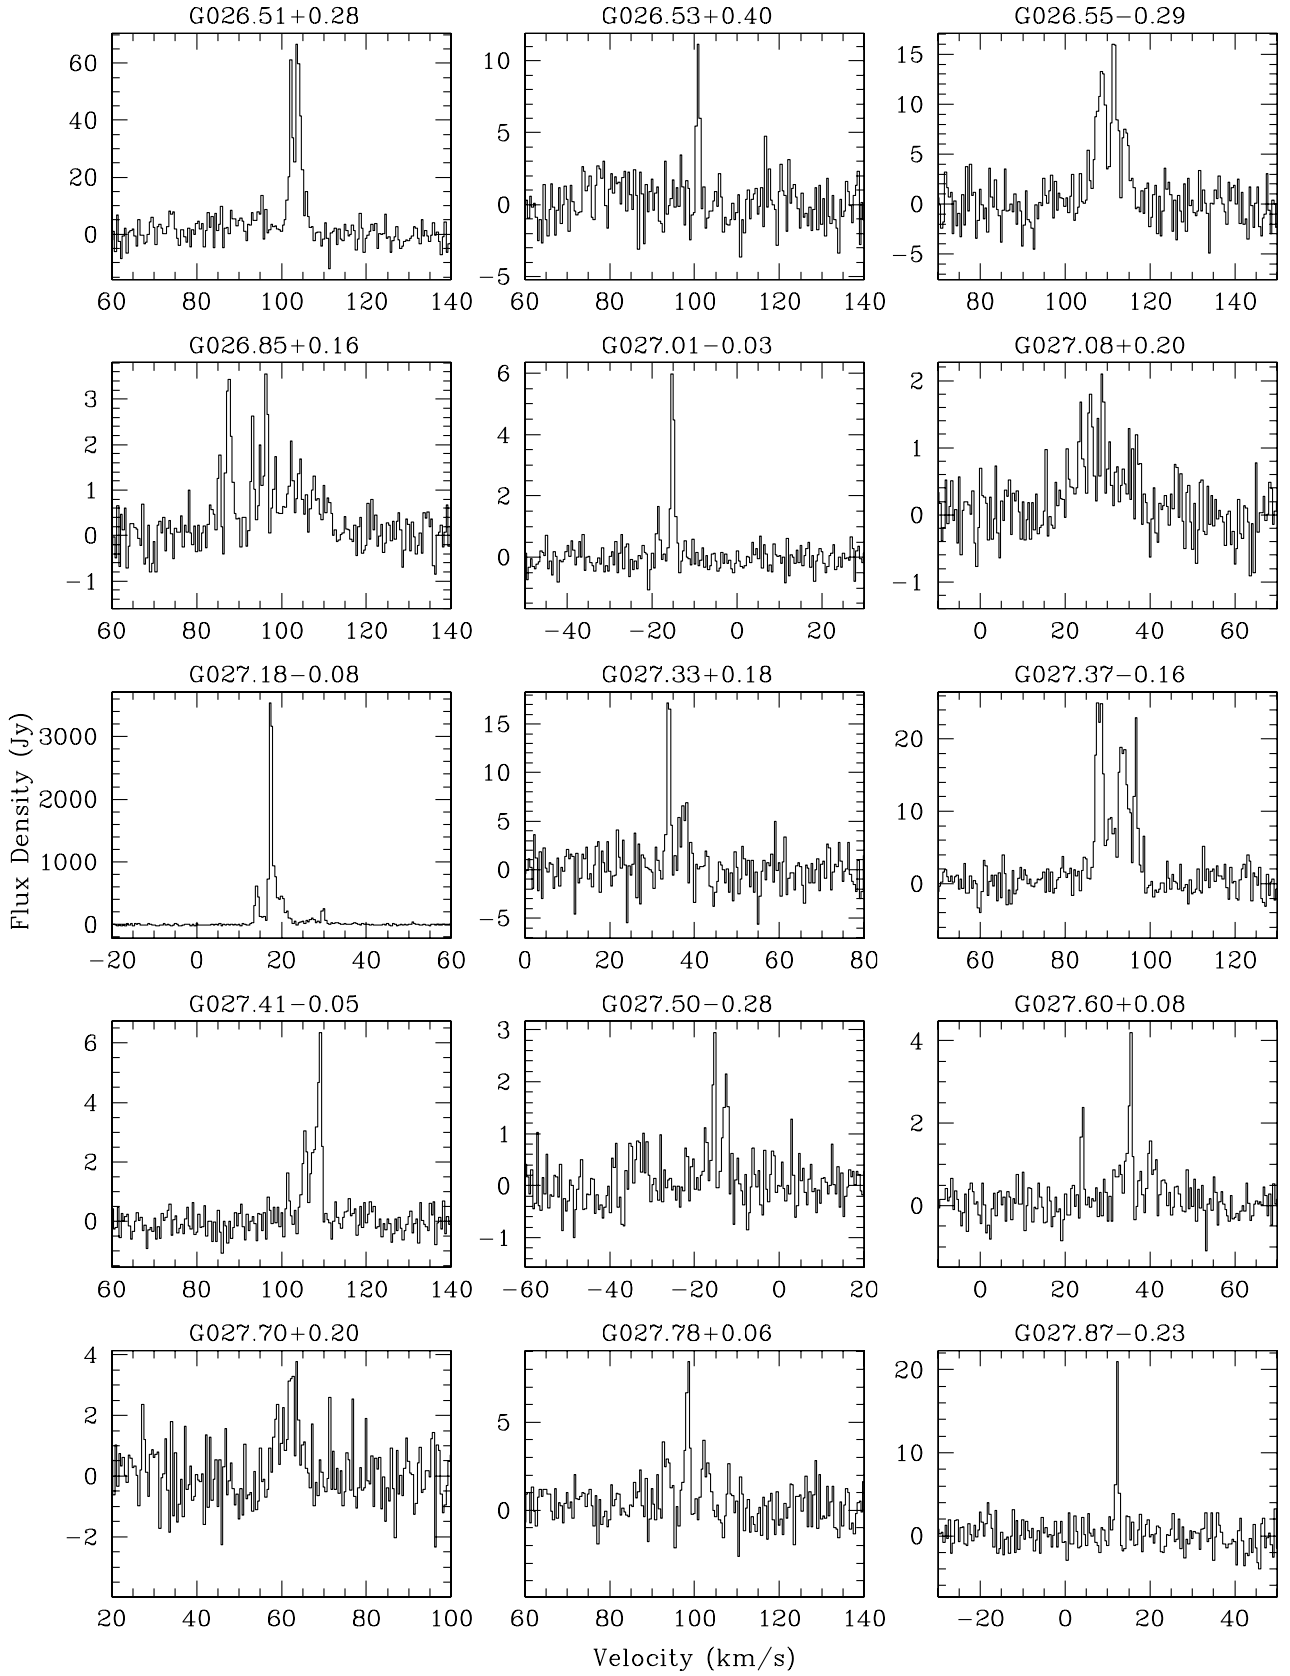 G026.51+0.28 G026.53+0.40 G026.55−0.29
60 10 15
40 10
20 5 5
0 0 0
−5 −5
60 80 100 120 140 60 80 100 120 140 80 100 120 140
G026.85+0.16 G027.01−0.03 G027.08+0.20
3 6 2
2 4 1
1 2
0 0 0
−1 −1
60 80 100 120 140 −40 −20 0 20 0 20 40 60
G027.18−0.08 G027.33+0.18 G027.37−0.16
3000 15 20
2000 10
1000 5 10
0 0 0
−5
−20 0 20 40 60 0 20 40 60 80 60 80 100 120
Flux Density (Jy)
G027.41−0.05 G027.50−0.28 G027.60+0.08
6 3 4
4 2
2 1 2
0 0 0
−1
60 80 100 120 140 −60 −40 −20 0 20 0 20 40 60
G027.70+0.20 G027.78+0.06 G027.87−0.23
4 20
2 5 10
0 0 0
−2
20 40 60 80 100 60 80 100 120 140 −20 0 20 40
Velocity (km/s)